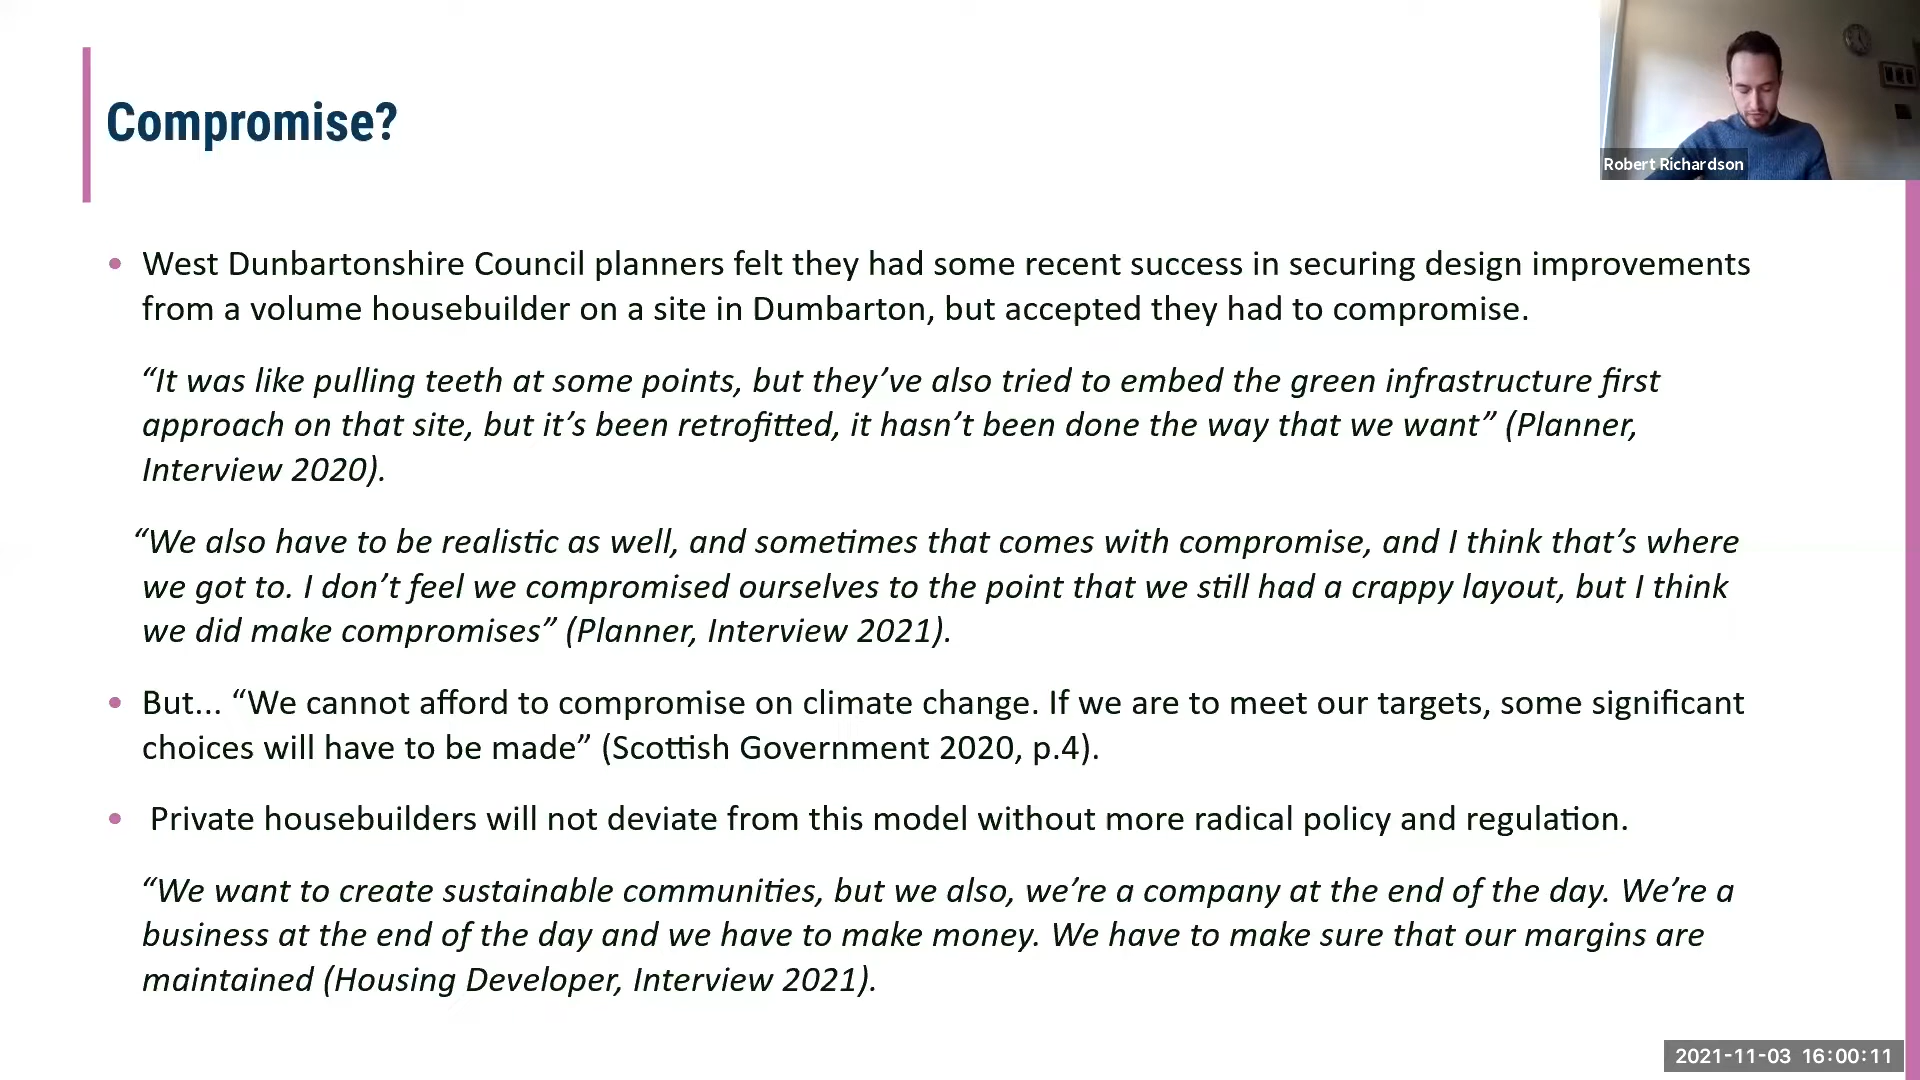 Compromise?
Robert Richardson
• West Dunbartonshire Council planners felt they had some recent success in securing design improvements
from a volume housebuilder on a site in Dumbarton, but accepted they had to compromise.
“It was like pulling teeth at some points, but they’ve also tried to embed the green infrastructure first
approach on that site, but it’s been retrofitted, it hasn’t been done the way that we want” (Planner,
Interview 2020).
“We also have to be realistic as well, and sometimes that comes with compromise, and I think that’s where
we got to. I don’t feel we compromised ourselves to the point that we still had a crappy layout, but I think
we did make compromises” (Planner, Interview 2021).
• But... “We cannot afford to compromise on climate change. If we are to meet our targets, some significant
choices will have to be made” (Scottish Government 2020, p.4).
• Private housebuilders will not deviate from this model without more radical policy and regulation.
“We want to create sustainable communities, but we also, we’re a company at the end of the day. We’re a
business at the end of the day and we have to make money. We have to make sure that our margins are
maintained (Housing Developer, Interview 2021).
2021-11-03 16:00:11